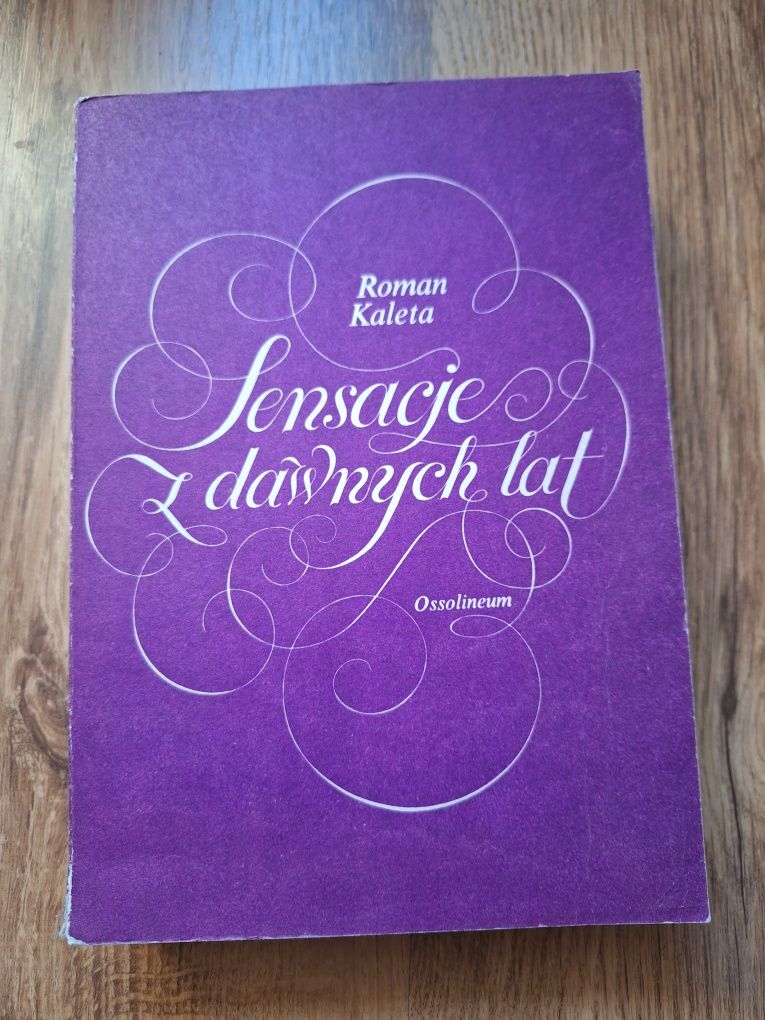 Roman
Kaleta
Sensacje
z dawnych lat
Ossolineum